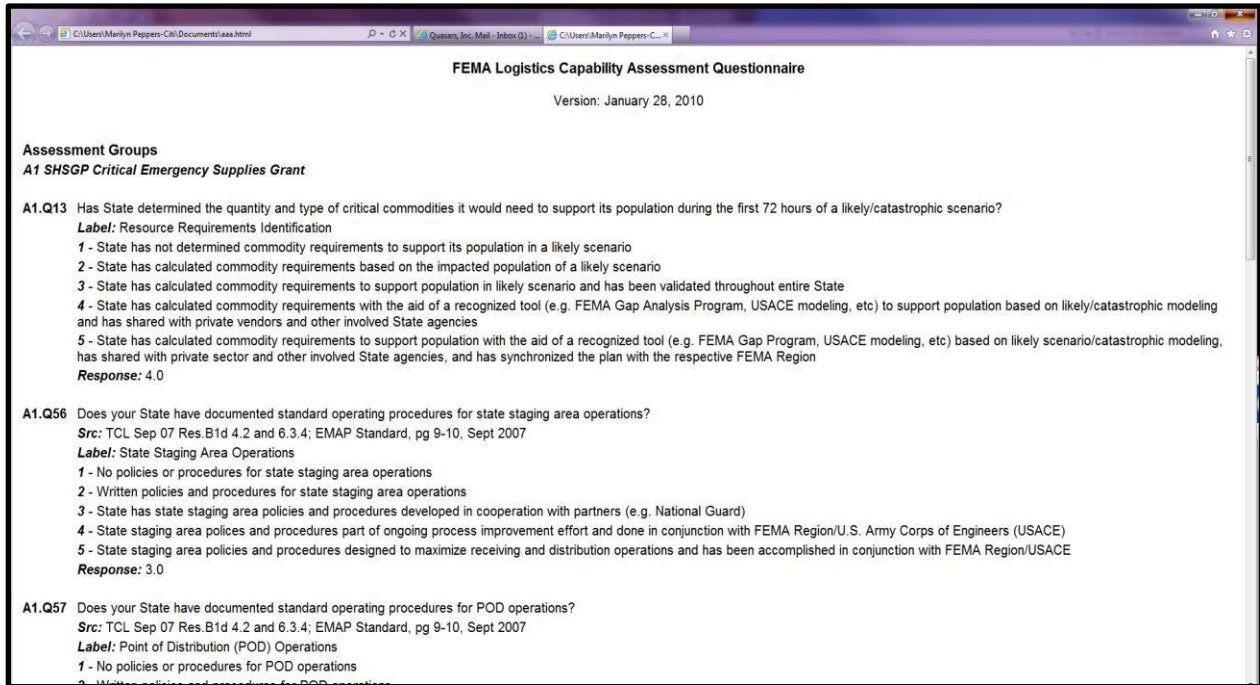 C:\Users\Marilyn Peppers-Citi\Documents\aaa.html
Quasars, Inc. Mail - Inbox (1) - ...
C:\Users\Marilyn Peppers-C...
FEMA Logistics Capability Assessment Questionnaire
Version: January 28, 2010
Assessment Groups
A1 SHSGP Critical Emergency Supplies Grant
A1.Q13 Has State determined the quantity and type of critical commodities it would need to support its population during the first 72 hours of a likely/catastrophic scenario?
Label: Resource Requirements Identification
1 - State has not determined commodity requirements to support its population in a likely scenario
2 - State has calculated commodity requirements based on the impacted population of a likely scenario
3 - State has calculated commodity requirements to support population in likely scenario and has been validated throughout entire State
4 - State has calculated commodity requirements with the aid of a recognized tool (e.g. FEMA Gap Analysis Program, USACE modeling, etc) to support population based on likely/catastrophic modeling
and has shared with private vendors and other involved State agencies
5 - State has calculated commodity requirements to support population with the aid of a recognized tool (e.g. FEMA Gap Program, USACE modeling, etc) based on likely scenario/catastrophic modeling,
has shared with private sector and other involved State agencies, and has synchronized the plan with the respective FEMA Region
Response: 4.0
A1.Q56 Does your State have documented standard operating procedures for state staging area operations?
Src: TCL Sep 07 Res.B1d 4.2 and 6.3.4; EMAP Standard, pg 9-10, Sept 2007
Label: State Staging Area Operations
1 - No policies or procedures for state staging area operations
2 - Written policies and procedures for state staging area operations
3 - State has state staging area policies and procedures developed in cooperation with partners (e.g. National Guard)
4 - State staging area polices and procedures part of ongoing process improvement effort and done in conjunction with FEMA Region/U.S. Army Corps of Engineers (USACE)
5 - State staging area policies and procedures designed to maximize receiving and distribution operations and has been accomplished in conjunction with FEMA Region/USACE
Response: 3.0
A1.Q57 Does your State have documented standard operating procedures for POD operations?
Src: TCL Sep 07 Res.B1d 4.2 and 6.3.4; EMAP Standard, pg 9-10, Sept 2007
Label: Point of Distribution (POD) Operations
1 - No policies or procedures for POD operations
2 - Written policies and procedures for POD operations